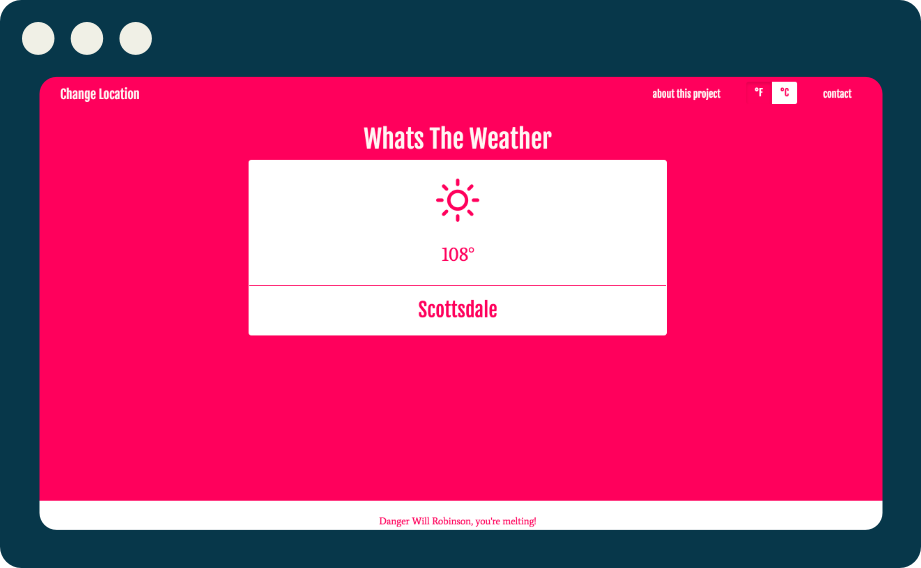 Change Location
about this project
°F
°C
contact
Whats The Weather
108°
Scottsdale
Danger Will Robinson, you're melting!